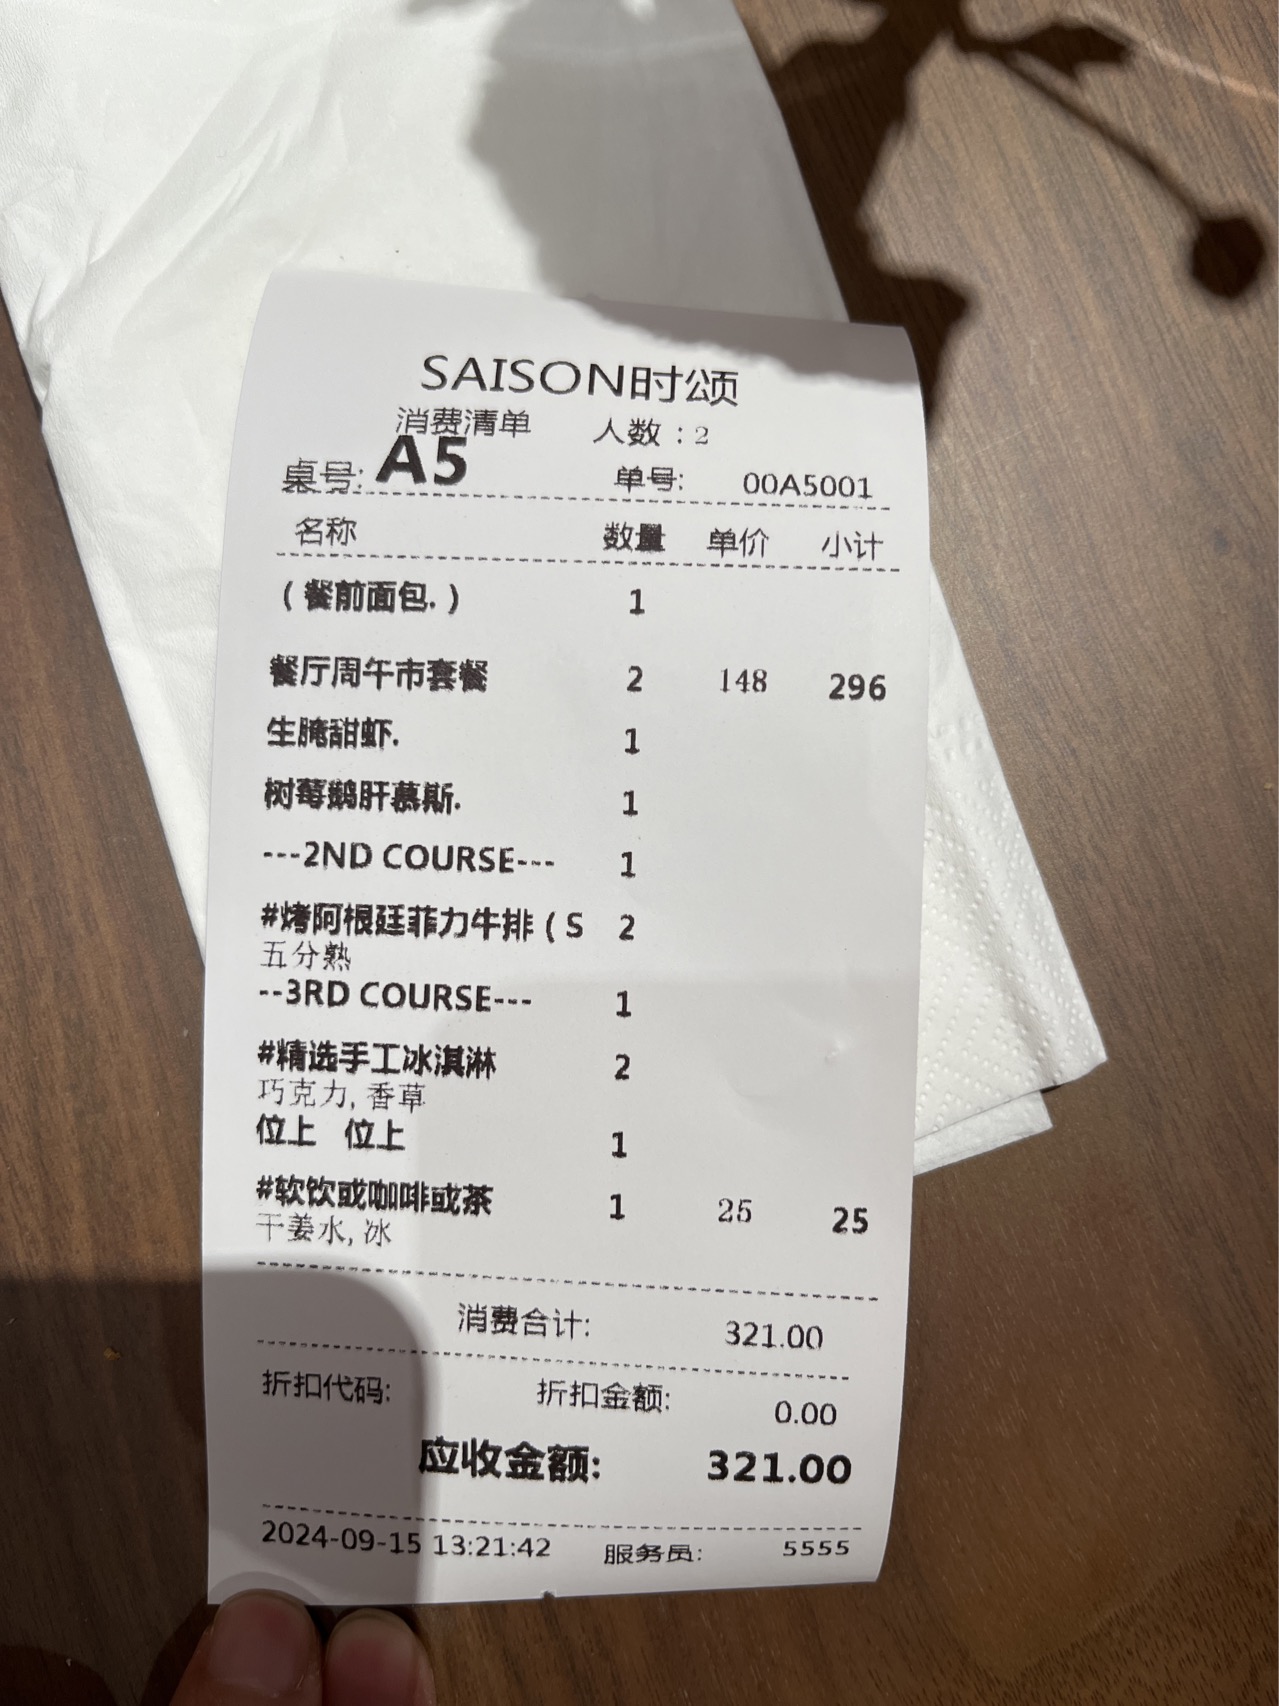 SAISON时颂
消费清单 人数：2
桌号: A5 单号: 00A5001
名称 数量 单价 小计
（餐前面包.） 1
餐厅周午市套餐 2 148 296
生腌甜虾. 1
树莓鹅肝慕斯. 1
---2ND COURSE--- 1
#烤阿根廷菲力牛排（S 2
五分熟
--3RD COURSE--- 1
#精选手工冰淇淋 2
巧克力, 香草
位上 位上 1
#软饮或咖啡或茶 1 25 25
干姜水, 冰
消费合计: 321.00
折扣代码: 折扣金额: 0.00
应收金额: 321.00
2024-09-15 13:21:42 服务员: 5555